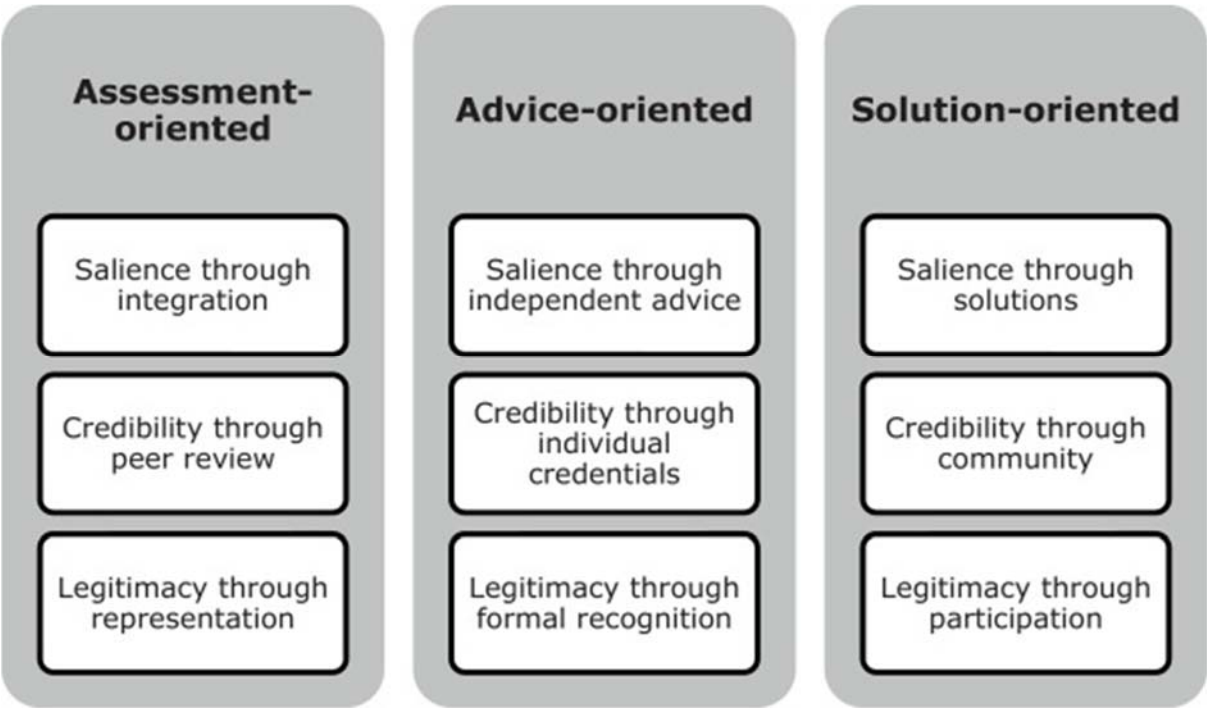 Assessment-
oriented
Salience through
integration
Credibility through
peer review
Legitimacy through
representation
Advice-oriented
Salience through
independent advice
Credibility through
individual
credentials
Legitimacy through
formal recognition
Solution-oriented
Salience through
solutions
Credibility through
community
Legitimacy through
participation